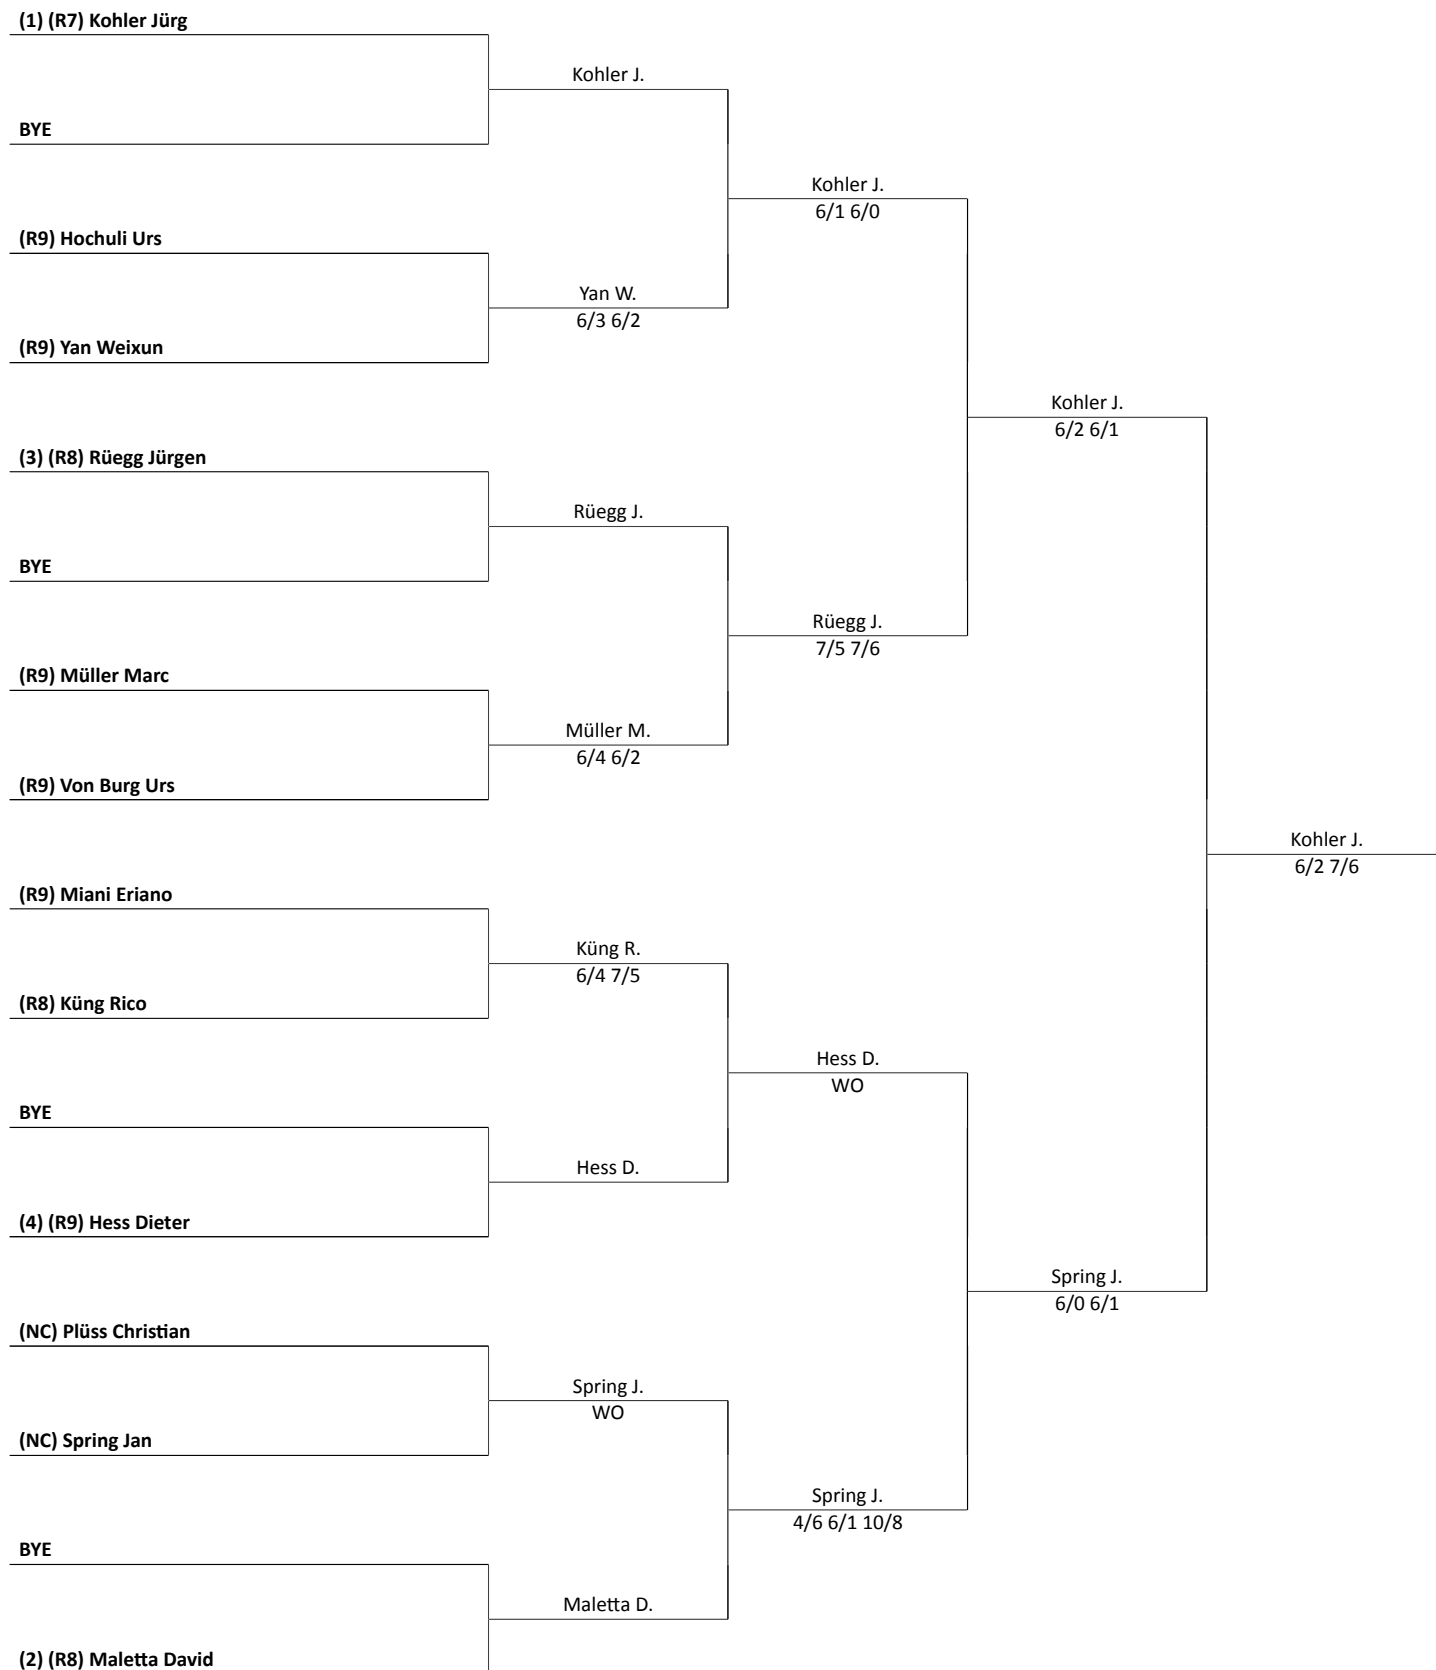 (1) (R7) Kohler Jürg
Kohler J.
BYE
Kohler J.
6/1 6/0
(R9) Hochuli Urs
Yan W.
6/3 6/2
(R9) Yan Weixun
Kohler J.
6/2 6/1
(3) (R8) Rüegg Jürgen
Rüegg J.
BYE
Rüegg J.
7/5 7/6
(R9) Müller Marc
Müller M.
6/4 6/2
(R9) Von Burg Urs
Kohler J.
6/2 7/6
(R9) Miani Eriano
Küng R.
6/4 7/5
(R8) Küng Rico
Hess D.
WO
BYE
Hess D.
(4) (R9) Hess Dieter
Spring J.
6/0 6/1
(NC) Plüss Christian
Spring J.
WO
(NC) Spring Jan
Spring J.
4/6 6/1 10/8
BYE
Maletta D.
(2) (R8) Maletta David